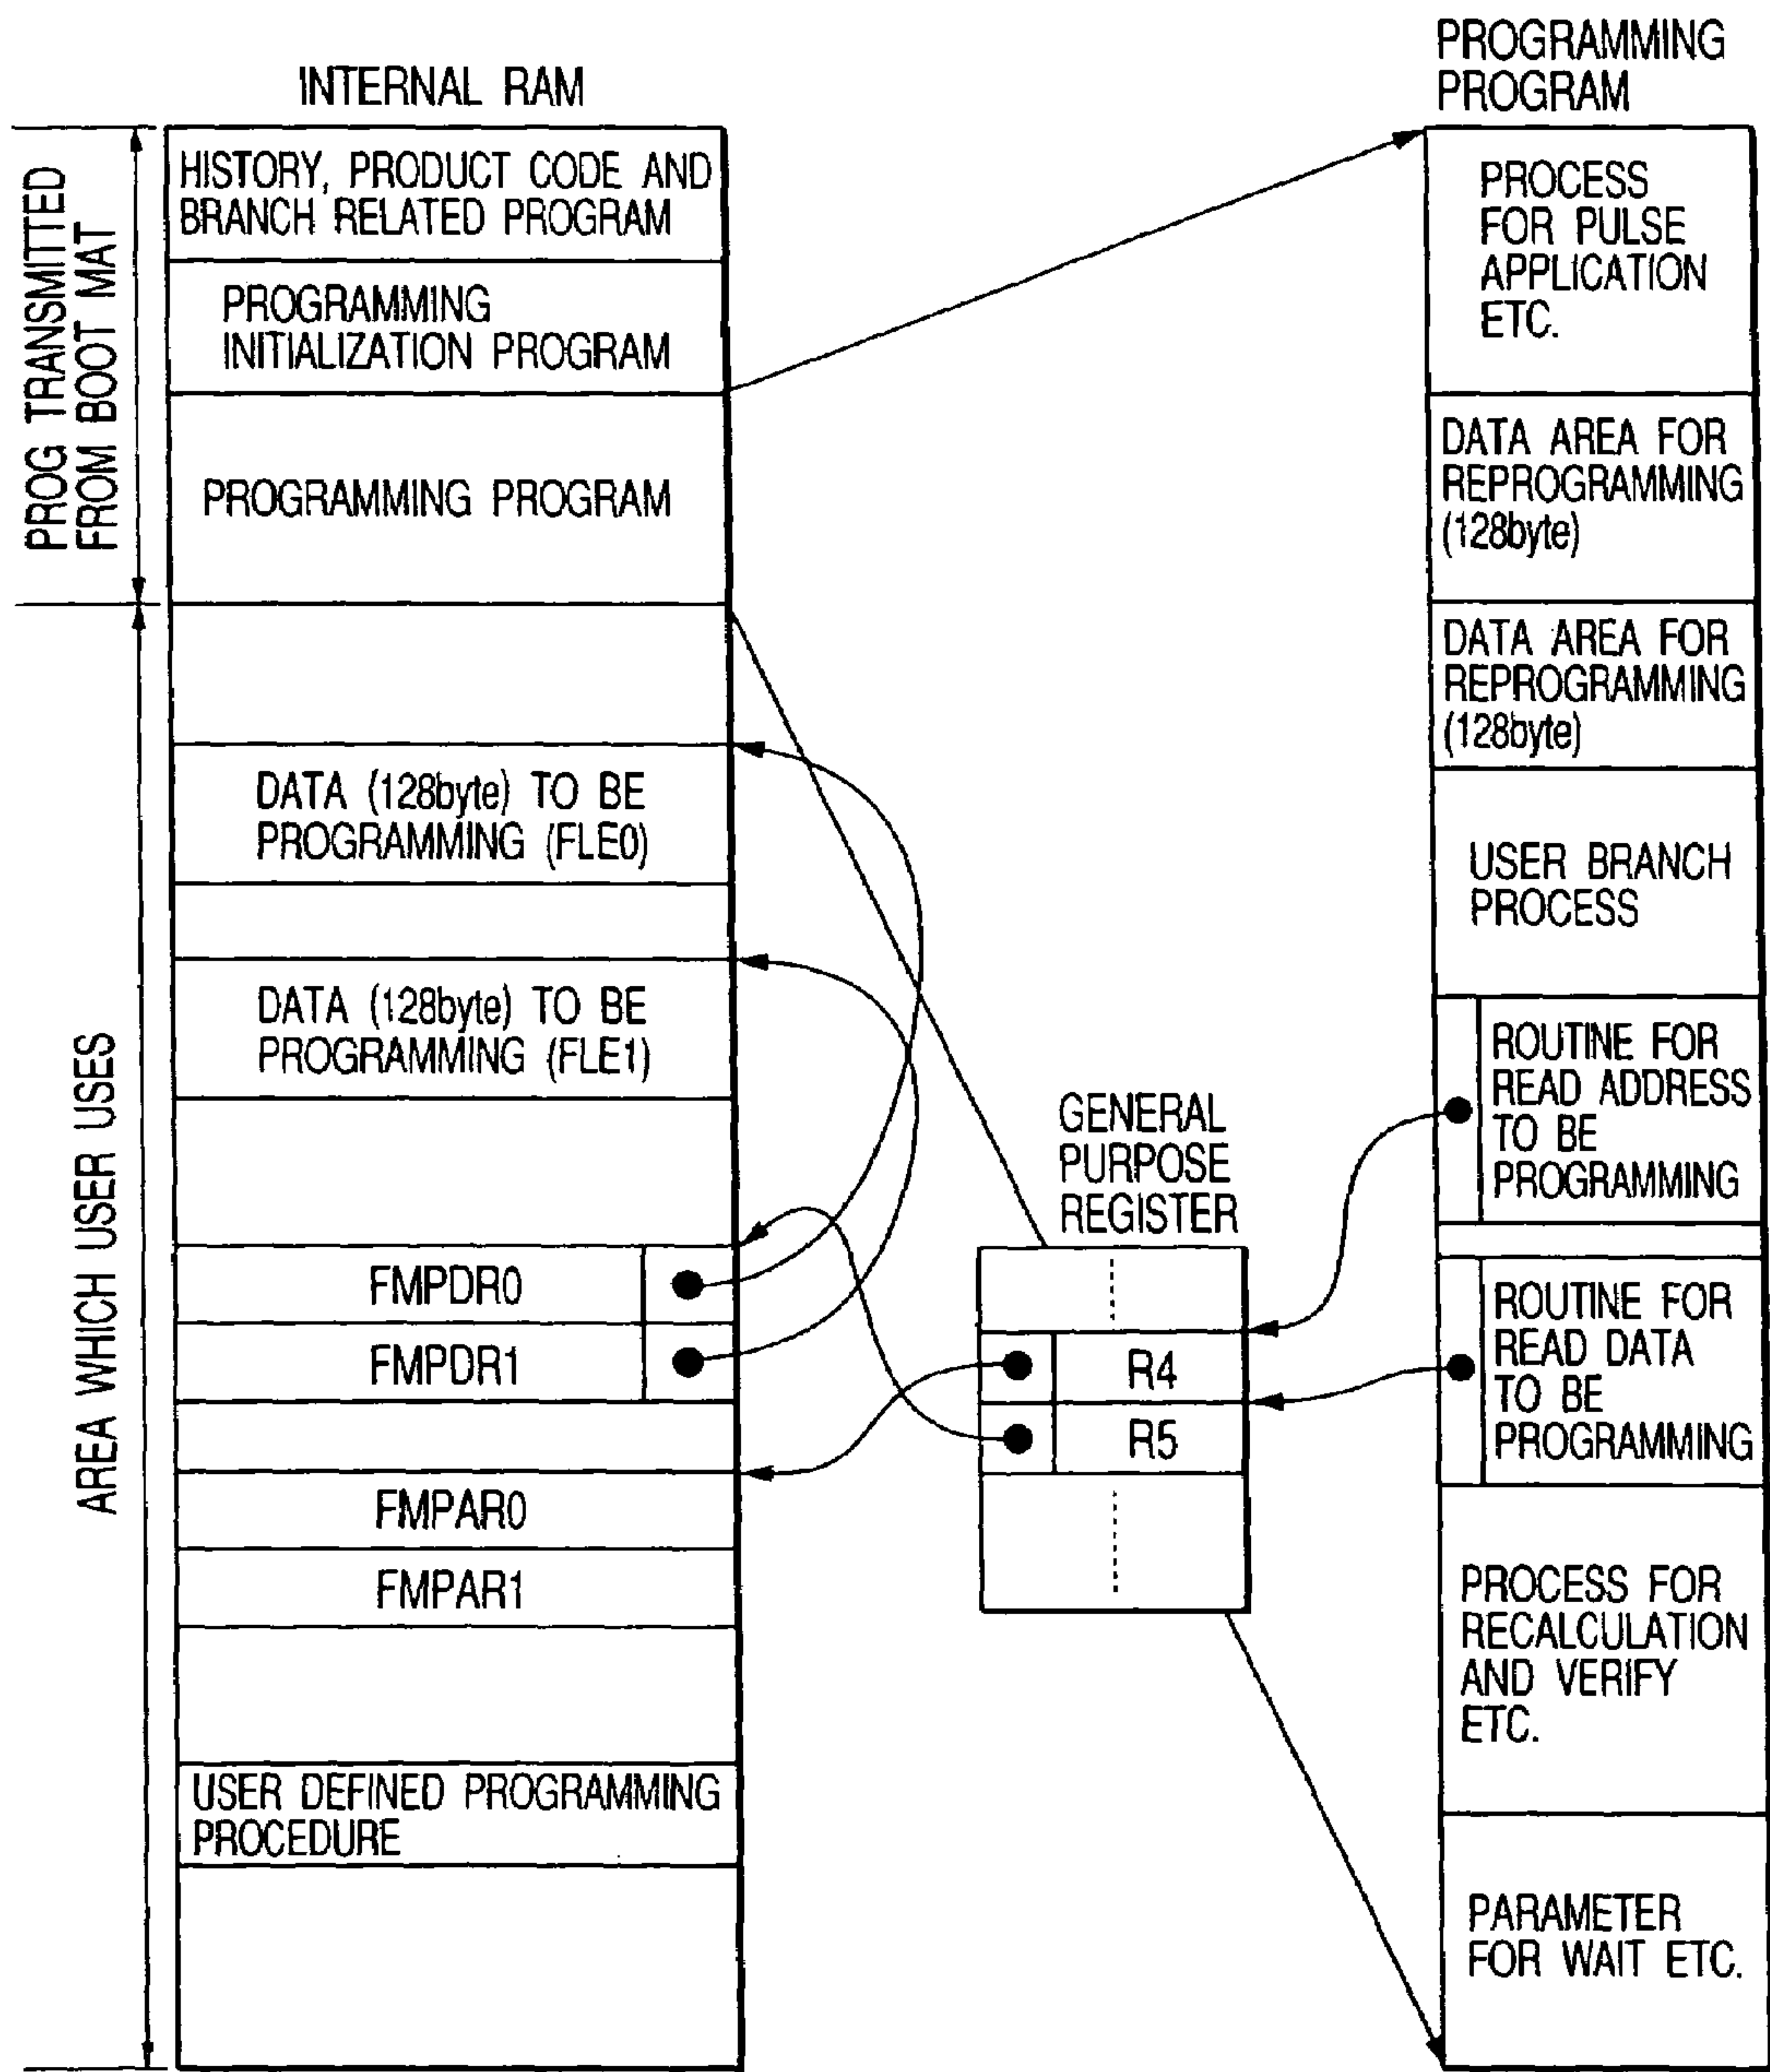 INTERNAL RAM
PROG TRANSMITTED
FROM BOOT MAT
HISTORY, PRODUCT CODE AND
BRANCH RELATED PROGRAM
PROGRAMMING
INITIALIZATION PROGRAM
PROGRAMMING PROGRAM
AREA WHICH USER USES
DATA (128byte) TO BE
PROGRAMMING (FLE0)
DATA (128byte) TO BE
PROGRAMMING (FLE1)
FMPDR0
FMPDR1
FMPAR0
FMPAR1
USER DEFINED PROGRAMMING
PROCEDURE
GENERAL
PURPOSE
REGISTER
R4
R5
PROGRAMMING
PROGRAM
PROCESS
FOR PULSE
APPLICATION
ETC.
DATA AREA FOR
REPROGRAMMING
(128byte)
DATA AREA FOR
REPROGRAMMING
(128byte)
USER BRANCH
PROCESS
ROUTINE FOR
READ ADDRESS
TO BE
PROGRAMMING
ROUTINE FOR
READ DATA
TO BE
PROGRAMMING
PROCESS FOR
RECALCULATION
AND VERIFY
ETC.
PARAMETER
FOR WAIT ETC.